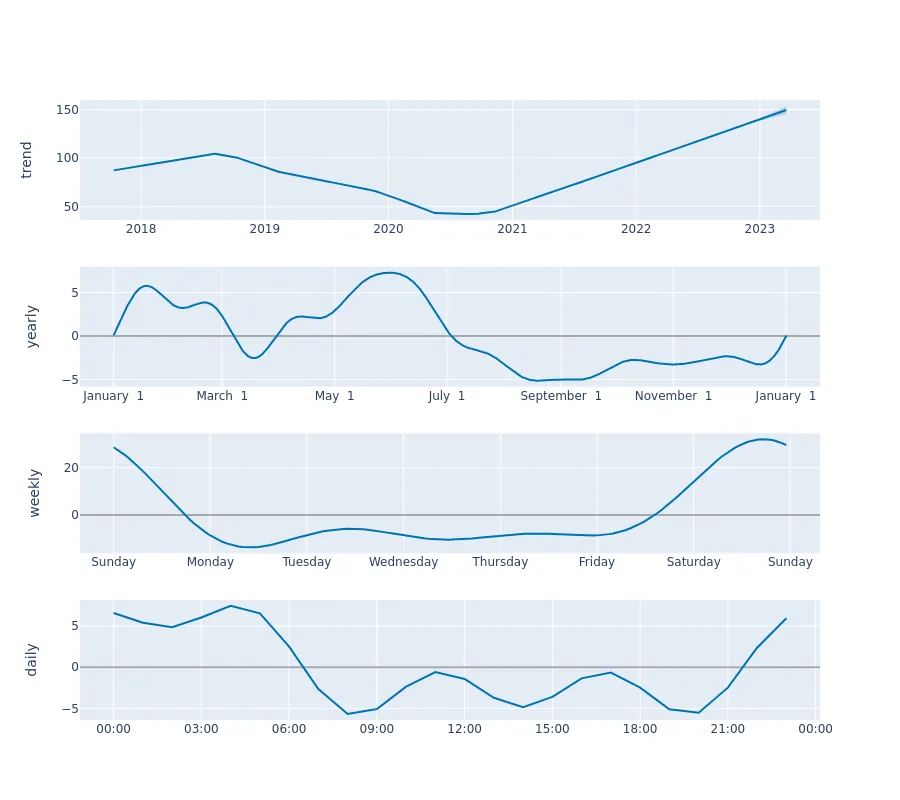 trend
150
100
50
2018 2019 2020 2021 2022 2023
yearly
5
0
−5
January 1 March 1 May 1 July 1 September 1 November 1 January 1
weekly
20
0
Sunday Monday Tuesday Wednesday Thursday Friday Saturday Sunday
daily
5
0
−5
00:00 03:00 06:00 09:00 12:00 15:00 18:00 21:00 00:00